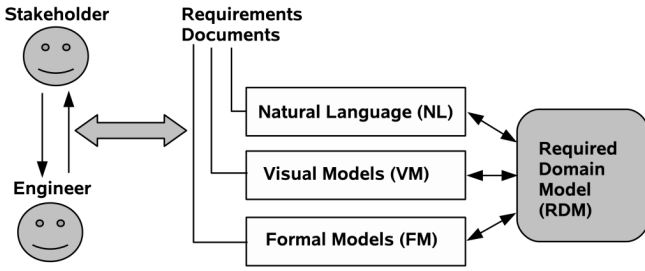 Stakeholder
Requirements
Documents
Natural Language (NL)
Visual Models (VM)
Formal Models (FM)
Engineer
Required
Domain
Model
(RDM)